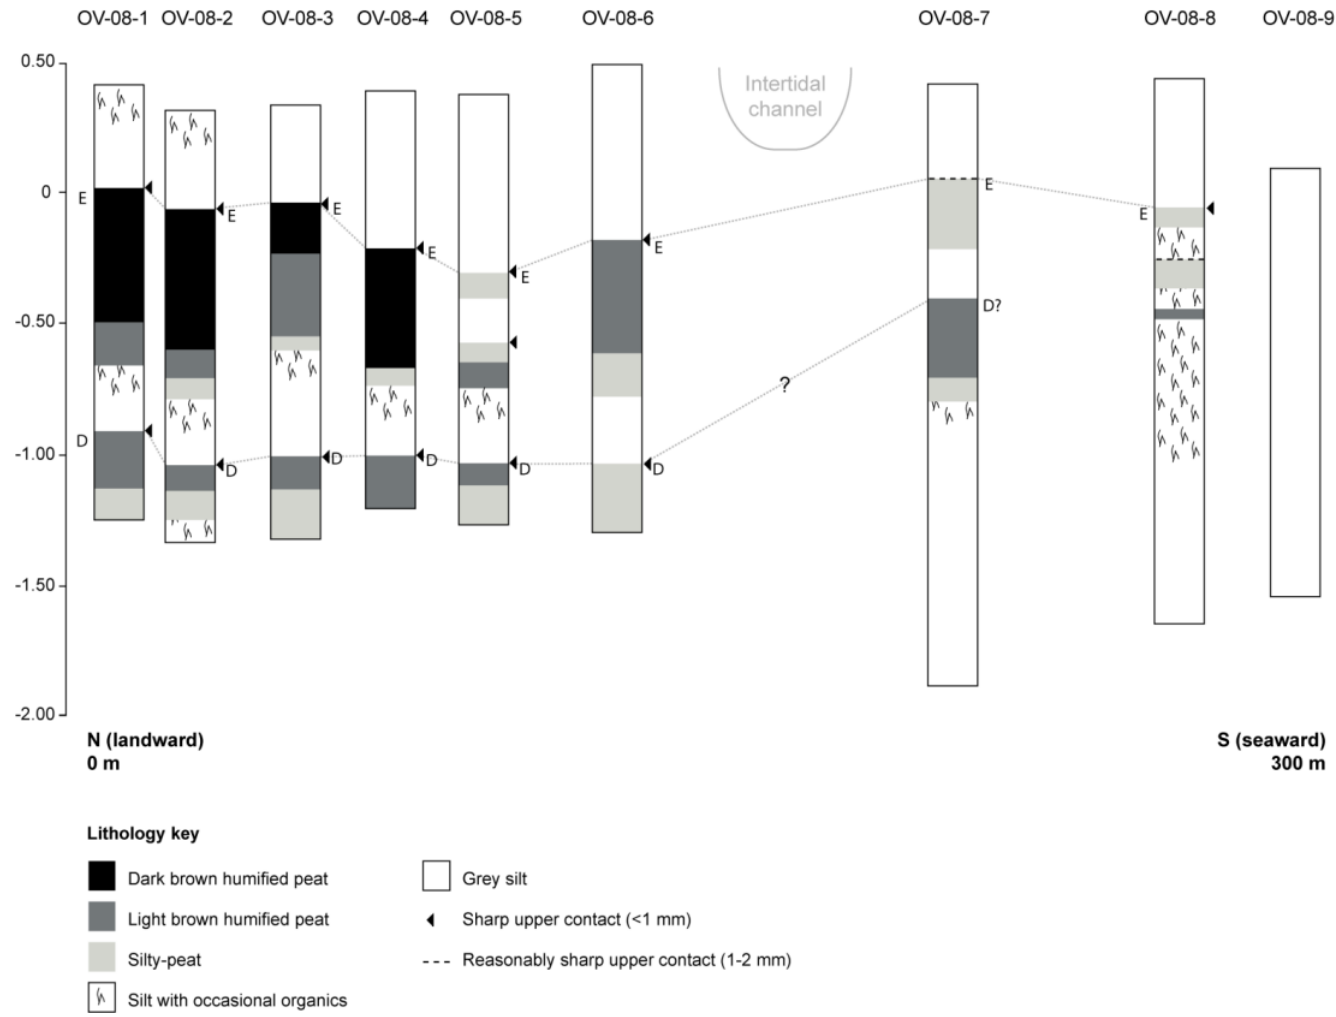 OV-08-1 OV-08-2 OV-08-3 OV-08-4 OV-08-5 OV-08-6 OV-08-7 OV-08-8 OV-08-9
0.50
Intertidal
channel
0
E
E
E
E
E
E
E
E
-0.50
D?
?
-1.00
D
D
D
D
D
D
-1.50
-2.00
N (landward)
0 m
S (seaward)
300 m
Lithology key
Dark brown humified peat
Light brown humified peat
Silty-peat
Silt with occasional organics
Grey silt
Sharp upper contact (<1 mm)
Reasonably sharp upper contact (1-2 mm)